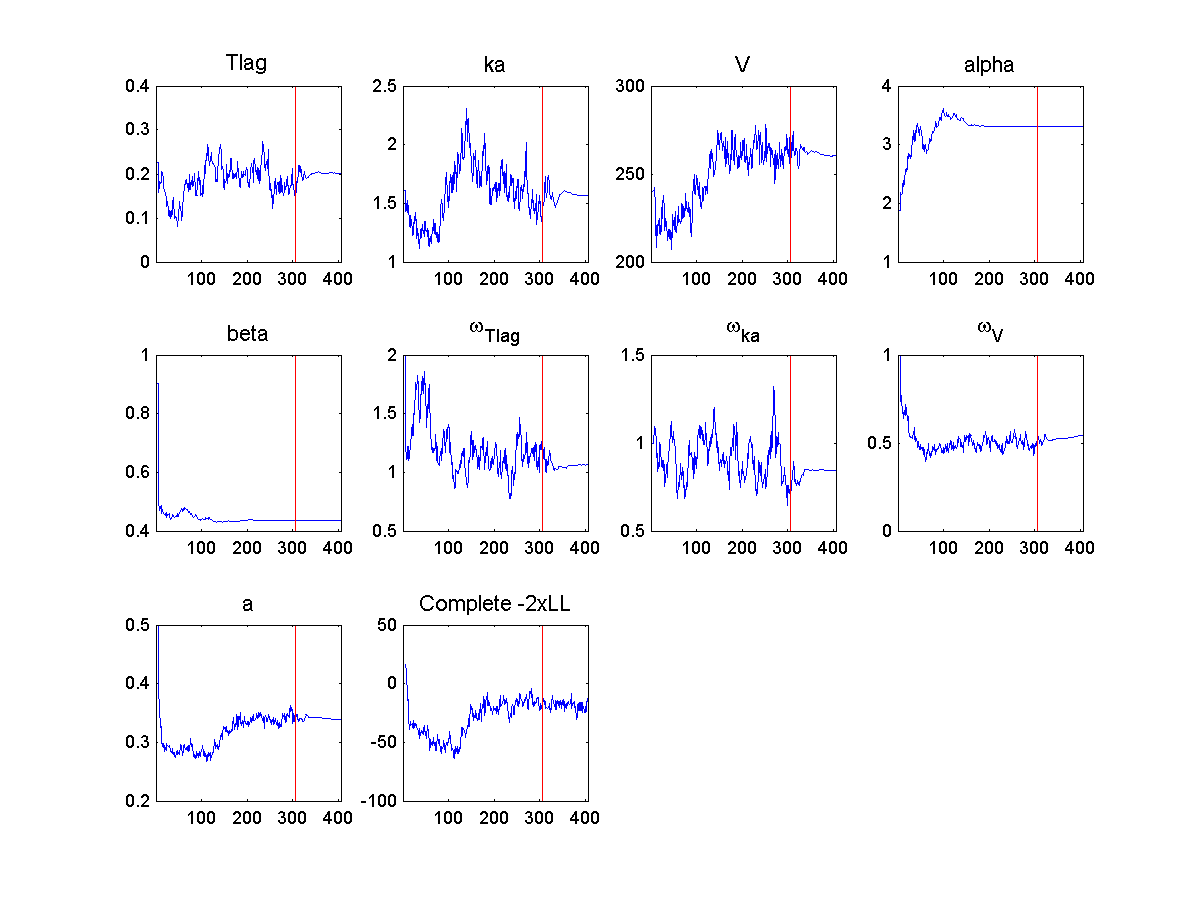 Tlag ka V alpha
0.4 2.5 300 4
0.3 2 3
0.2 250
0.1 1.5 2
0 1 200 1
100 200 300 400 100 200 300 400 100 200 300 400 100 200 300 400
beta ωTlag ωka ωV
1 2 1.5 1
0.8 1.5
0.6 1 1 0.5
0.4 0.5 0.5 0
100 200 300 400 100 200 300 400 100 200 300 400 100 200 300 400
a Complete -2xLL
0.5 50
0.4 0
0.3 -50
0.2 -100
100 200 300 400 100 200 300 400